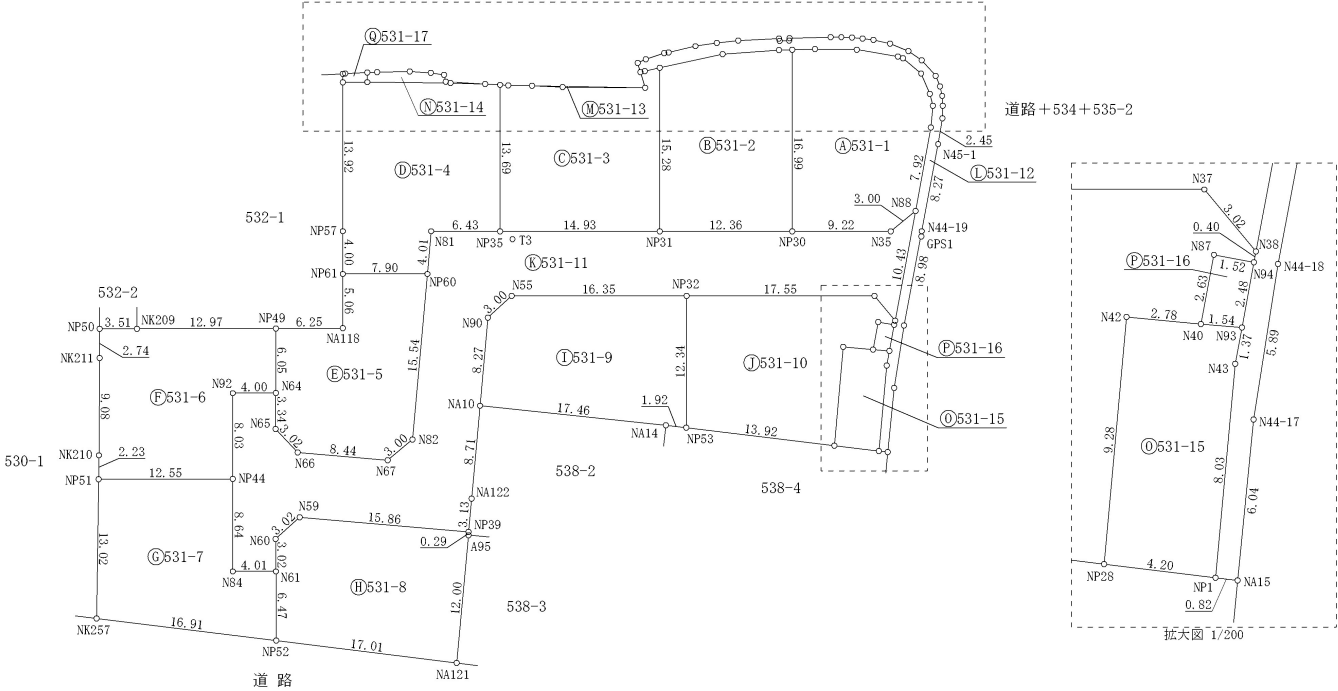 Ⓠ531-17
Ⓝ531-14
Ⓜ531-13
道路＋534＋535-2
2.45
N45-1
Ⓛ531-12
Ⓐ531-1
Ⓑ531-2
Ⓒ531-3
Ⓓ531-4
13.92
13.69
15.28
16.99
7.92
8.27
3.00
N88
N44-19
GPS1
532-1
NP57
N81
6.43
NP35
T3
14.93
NP31
12.36
NP30
9.22
N35
4.00
4.01
NP61
7.90
NP60
Ⓚ531-11
10.43
8.98
5.06
N55
16.35
NP32
17.55
3.00
N90
532-2
NP50
3.51
NK209
12.97
NP49
6.25
NA118
2.74
NK211
6.05
15.54
8.27
12.34
Ⓘ531-9
Ⓙ531-10
Ⓟ531-16
Ⓞ531-15
Ⓔ531-5
Ⓕ531-6
N92
4.00
N64
9.08
3.34
N65
3.02
8.03
N66
8.44
N67
3.00
N82
NA10
17.46
1.92
NA14
NP53
13.92
8.71
530-1
NK210
2.23
NP51
12.55
NP44
538-2
538-4
NA122
3.13
NP39
0.29
A95
N59
15.86
3.02
N60
3.02
8.64
13.02
Ⓖ531-7
4.01
N84
N61
Ⓗ531-8
6.47
12.00
538-3
NK257
16.91
NP52
17.01
NA121
道路
N37
3.02
0.40
N38
N87
N94
N44-18
Ⓟ531-16
1.52
2.63
2.48
N42
2.78
N40
1.54
N93
1.37
5.89
N43
N44-17
9.28
Ⓞ531-15
8.03
6.04
NP28
4.20
NP1
NA15
0.82
拡大図 1/200